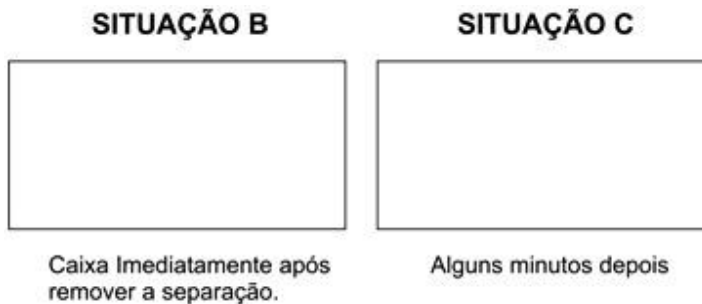 SITUAÇÃO B
SITUAÇÃO C
Caixa Imediatamente após
remover a separação.
Alguns minutos depois